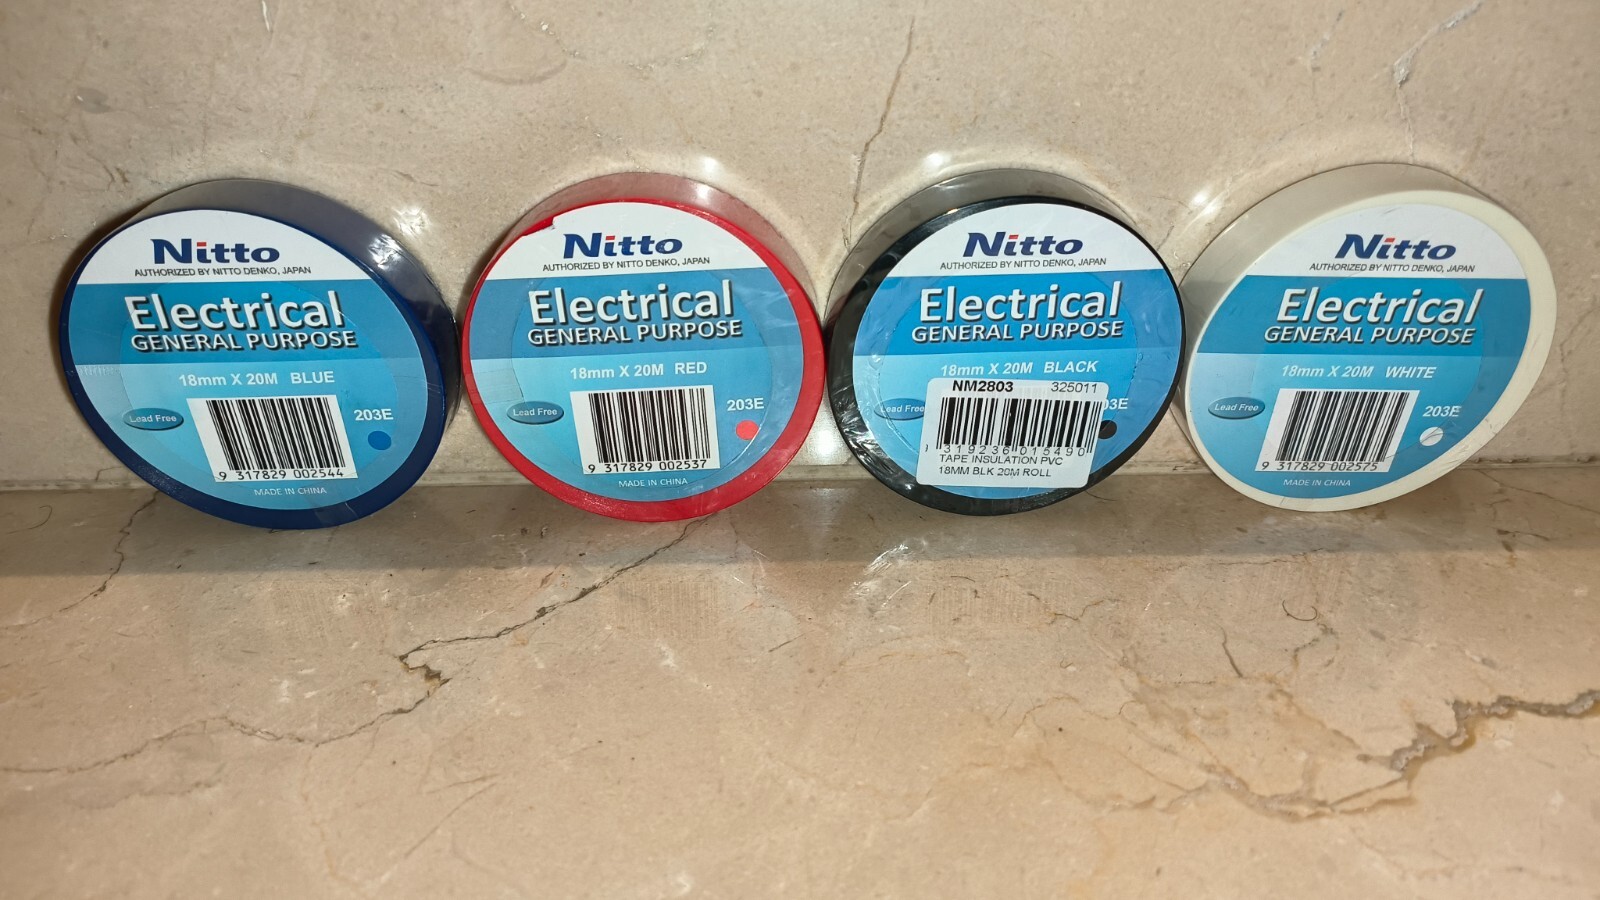 Nitto
AUTHORIZED BY NITTO DENKO, JAPAN
Electrical
GENERAL PURPOSE
18mm X 20M BLUE
Lead Free
203E
9 317829 002544
MADE IN CHINA
Nitto
AUTHORIZED BY NITTO DENKO, JAPAN
Electrical
GENERAL PURPOSE
18mm X 20M RED
Lead Free
203E
9 317829 002537
MADE IN CHINA
Nitto
AUTHORIZED BY NITTO DENKO, JAPAN
Electrical
GENERAL PURPOSE
18mm X 20M BLACK
Lead Free
NM2803 325011
319236 015490
TAPE INSULATION PVC
18MM BLK 20M ROLL
Nitto
AUTHORIZED BY NITTO DENKO, JAPAN
Electrical
GENERAL PURPOSE
18mm X 20M WHITE
Lead Free
203E
9 317829 002575
MADE IN CHINA